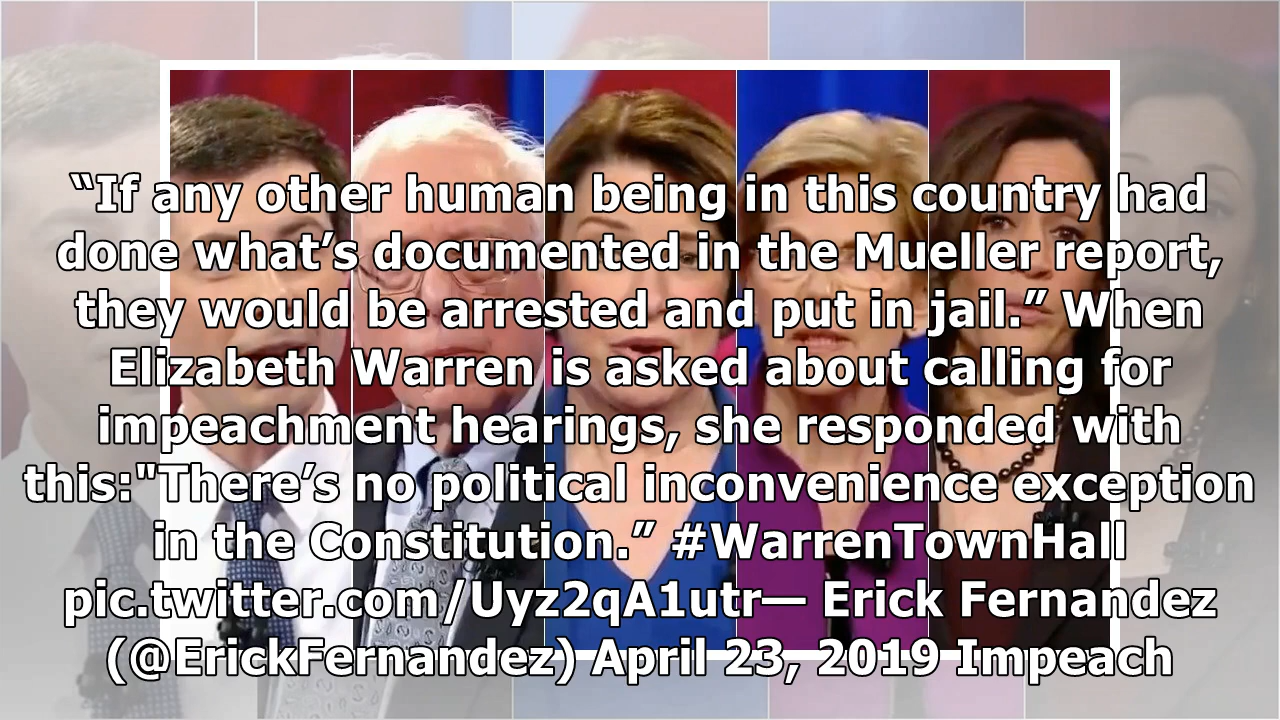 “If any other human being in this country had
done what’s documented in the Mueller report,
they would be arrested and put in jail.” When
Elizabeth Warren is asked about calling for
impeachment hearings, she responded with
this:"There’s no political inconvenience exception
in the Constitution.” #WarrenTownHall
pic.twitter.com/Uyz2qA1utr— Erick Fernandez
(@ErickFernandez) April 23, 2019 Impeach